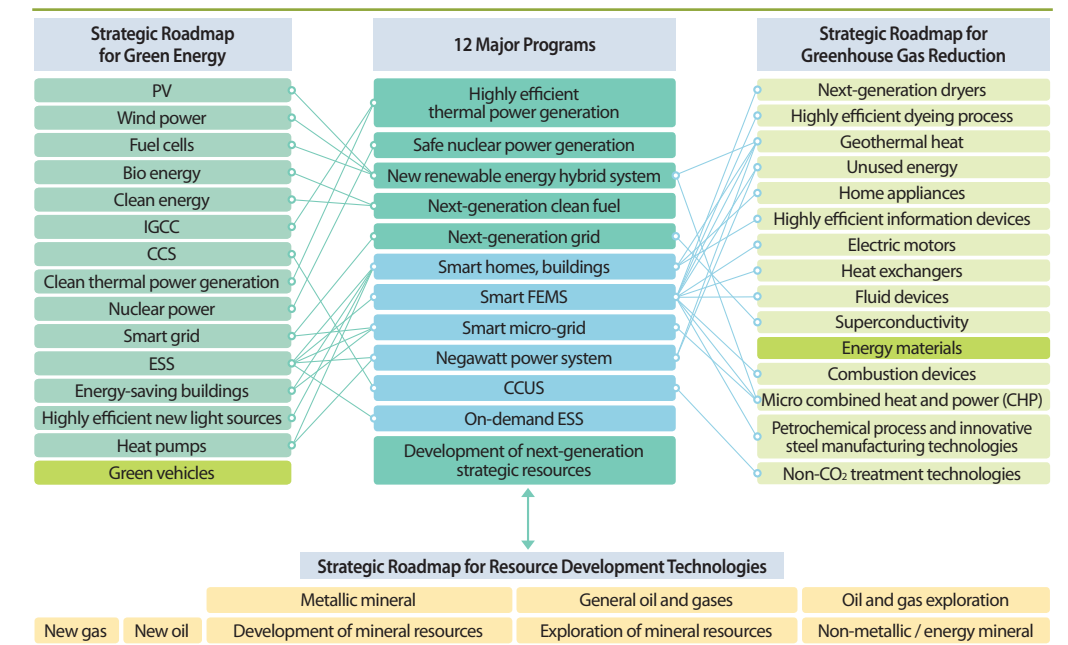 Strategic Roadmap
for Green Energy
PV
Wind power
Fuel cells
Bio energy
Clean energy
IGCC
CCS
Clean thermal power generation
Nuclear power
Smart grid
ESS
Energy-saving buildings
Highly efficient new light sources
Heat pumps
Green vehicles
12 Major Programs
Highly efficient
thermal power generation
Safe nuclear power generation
New renewable energy hybrid system
Next-generation clean fuel
Next-generation grid
Smart homes, buildings
Smart FEMS
Smart micro-grid
Negawatt power system
CCUS
On-demand ESS
Development of next-generation
strategic resources
Strategic Roadmap for
Greenhouse Gas Reduction
Next-generation dryers
Highly efficient dyeing process
Geothermal heat
Unused energy
Home appliances
Highly efficient information devices
Electric motors
Heat exchangers
Fluid devices
Superconductivity
Energy materials
Combustion devices
Micro combined heat and power (CHP)
Petrochemical process and innovative
steel manufacturing technologies
Non-CO₂ treatment technologies
Strategic Roadmap for Resource Development Technologies
Metallic mineral
General oil and gases
Oil and gas exploration
New gas
New oil
Development of mineral resources
Exploration of mineral resources
Non-metallic / energy mineral